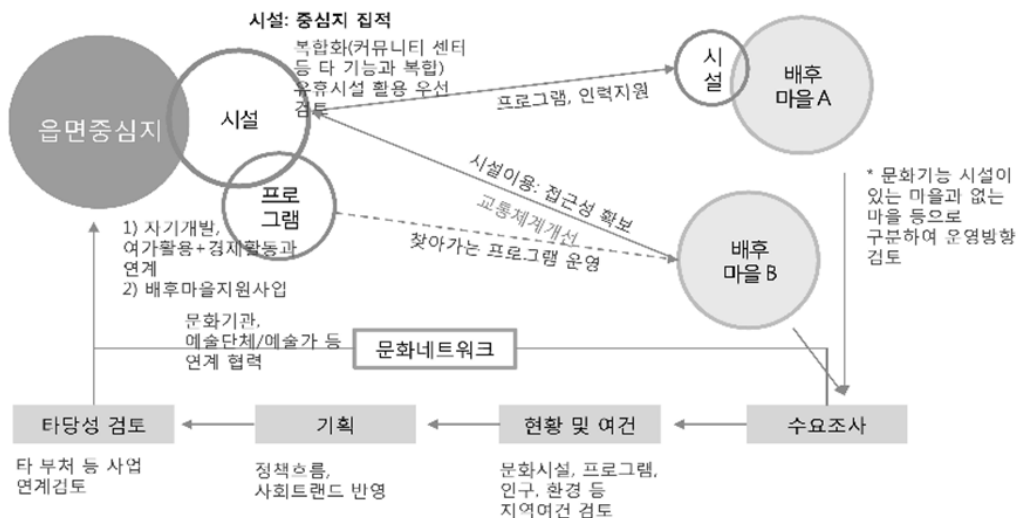 시설: 중심지 집적
복합화(커뮤니티 센터
등 타 기능과 복합)
유휴시설 활용 우선
검토
읍면중심지
시설
프로
그램
1) 자기개발,
여가활용+경제활동과
연계
2) 배후마을지원사업
프로그램, 인력지원
시설이용: 접근성 확보
교통체계개선
찾아가는 프로그램 운영
시
설
배후
마을 A
배후
마을 B
* 문화기능 시설이
있는 마을과 없는
마을 등으로
구분하여 운영방향
검토
문화기관,
예술단체/예술가 등
연계 협력
문화네트워크
타당성 검토
기획
현황 및 여건
수요조사
타 부처 등 사업
연계검토
정책흐름,
사회트랜드 반영
문화시설, 프로그램,
인구, 환경 등
지역여건 검토